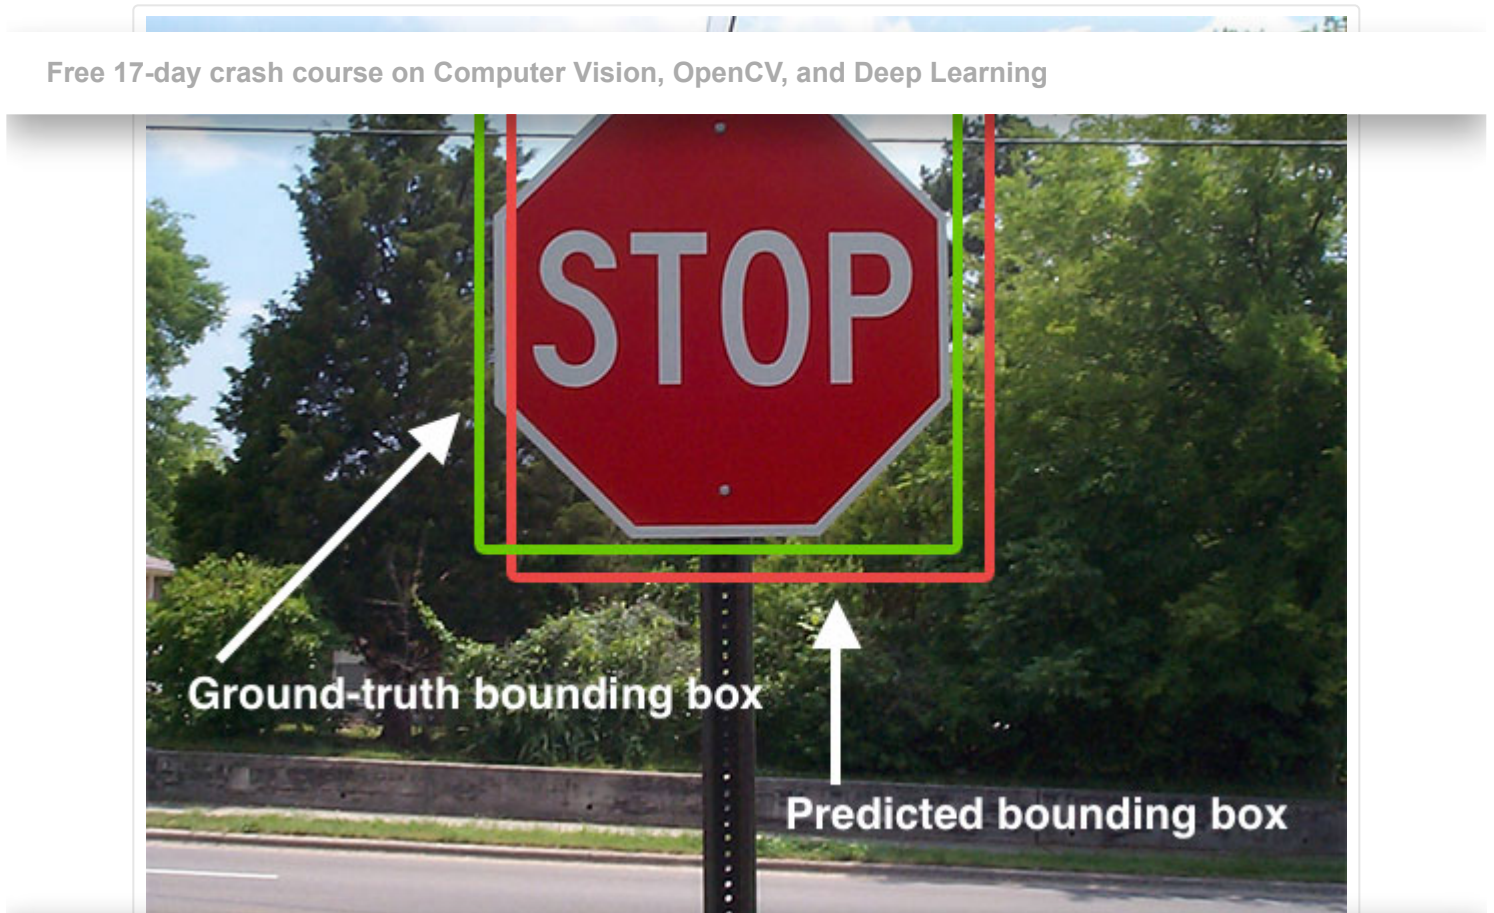 Free 17-day crash course on Computer Vision, OpenCV, and Deep Learning
STOP
Ground-truth bounding box
Predicted bounding box